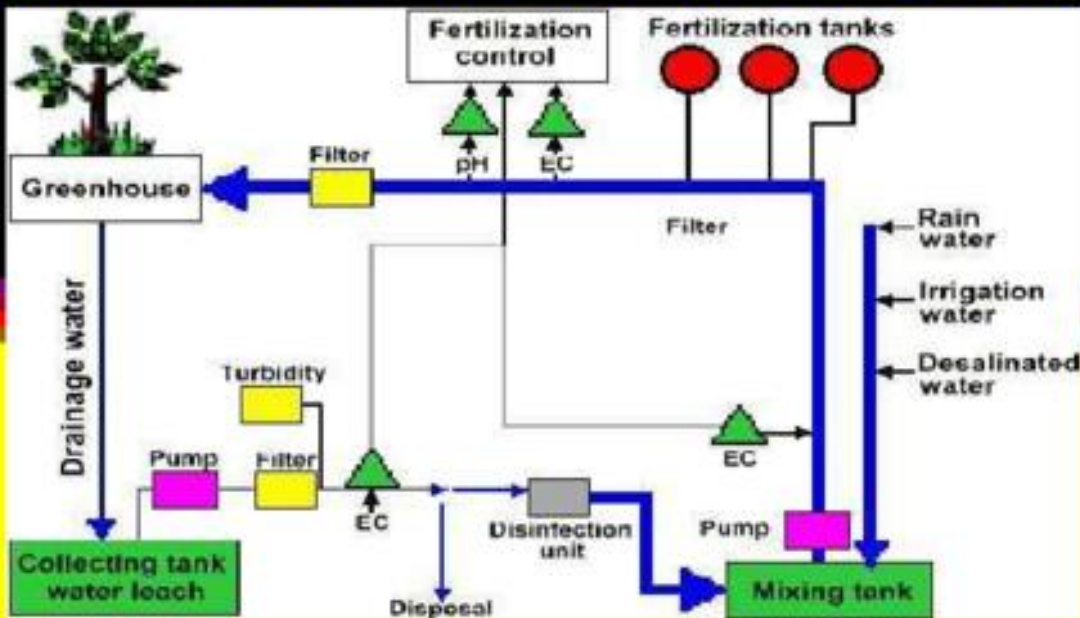 Fertilization
control
Fertilization tanks
pH
EC
Filter
Greenhouse
Filter
Rain
water
Irrigation
water
Desalinated
water
Drainage water
Turbidity
Pump
Filter
EC
EC
Disinfection
unit
Pump
Collecting tank
water leach
Disposal
Mixing tank